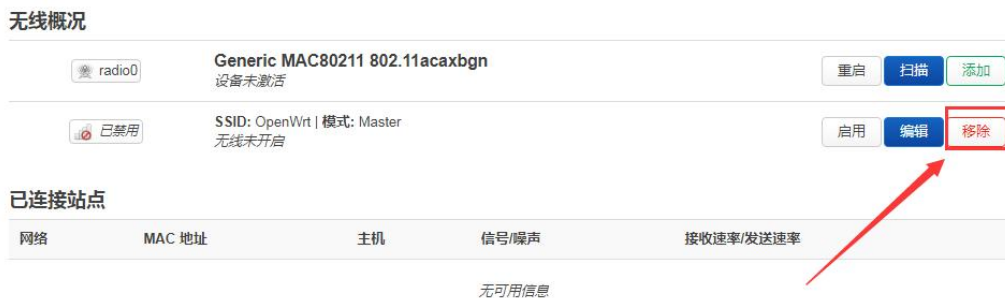 无线概况
radio0
Generic MAC80211 802.11acaxbgn
设备未激活
重启 扫描 添加
已禁用
SSID: OpenWrt | 模式: Master
无线未开启
启用 编辑 移除
已连接站点
网络 MAC 地址 主机 信号/噪声 接收速率/发送速率
无可用信息